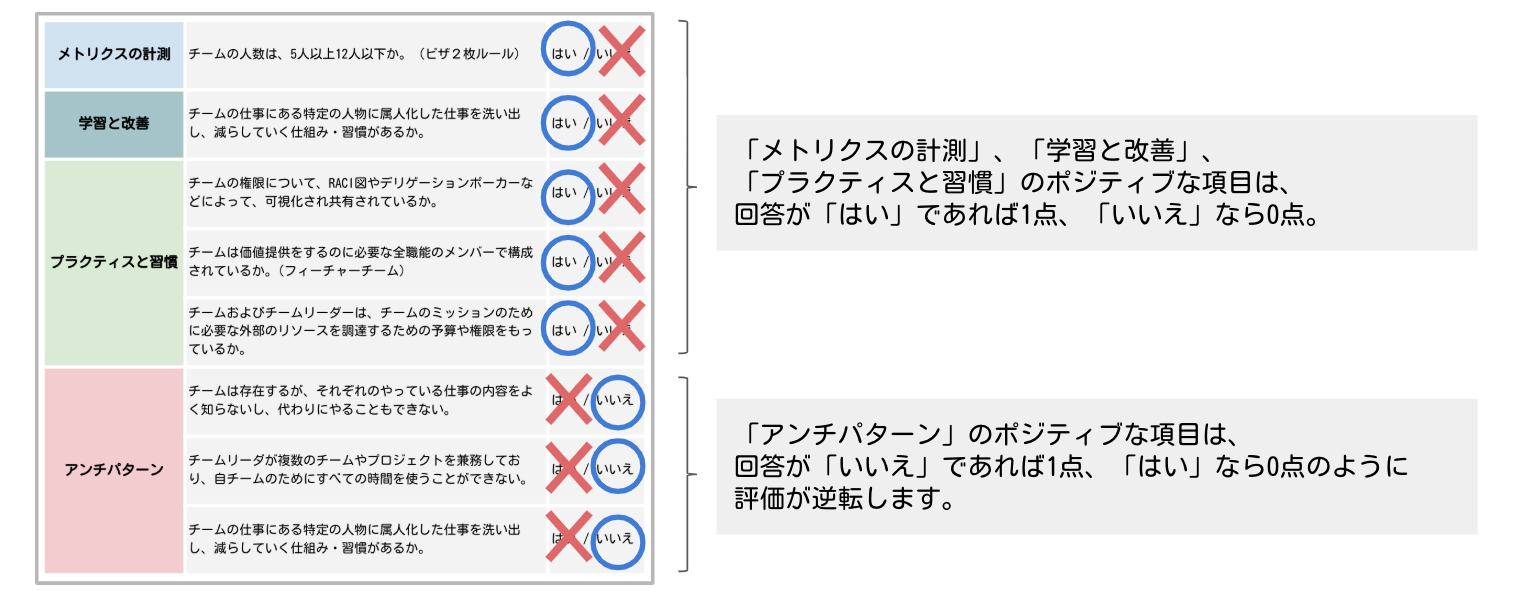 メトリクスの計測
チームの人数は、5人以上12人以下か。（ピザ２枚ルール）
はい / いいえ
学習と改善
チームの仕事にある特定の人物に属人化した仕事を洗い出
し、減らしていく仕組み・習慣があるか。
はい / いいえ
プラクティスと習慣
チームの権限について、RACI図やデリゲーションポーカーな
どによって、可視化され共有されているか。
はい / いいえ
チームは価値提供をするのに必要な全職能のメンバーで構成
されているか。（フィーチャーチーム）
はい / いいえ
チームおよびチームリーダーは、チームのミッションのため
に必要な外部のリソースを調達するための予算や権限をもっ
ているか。
はい / いいえ
アンチパターン
チームは存在するが、それぞれのやっている仕事の内容をよ
く知らないし、代わりにやることもできない。
はい / いいえ
チームリーダが複数のチームやプロジェクトを兼務してお
り、自チームのためにすべての時間を使うことができない。
はい / いいえ
チームの仕事にある特定の人物に属人化した仕事を洗い出
し、減らしていく仕組み・習慣があるか。
はい / いいえ
「メトリクスの計測」、「学習と改善」、
「プラクティスと習慣」のポジティブな項目は、
回答が「はい」であれば1点、「いいえ」なら0点。
「アンチパターン」のポジティブな項目は、
回答が「いいえ」であれば1点、「はい」なら0点のように
評価が逆転します。